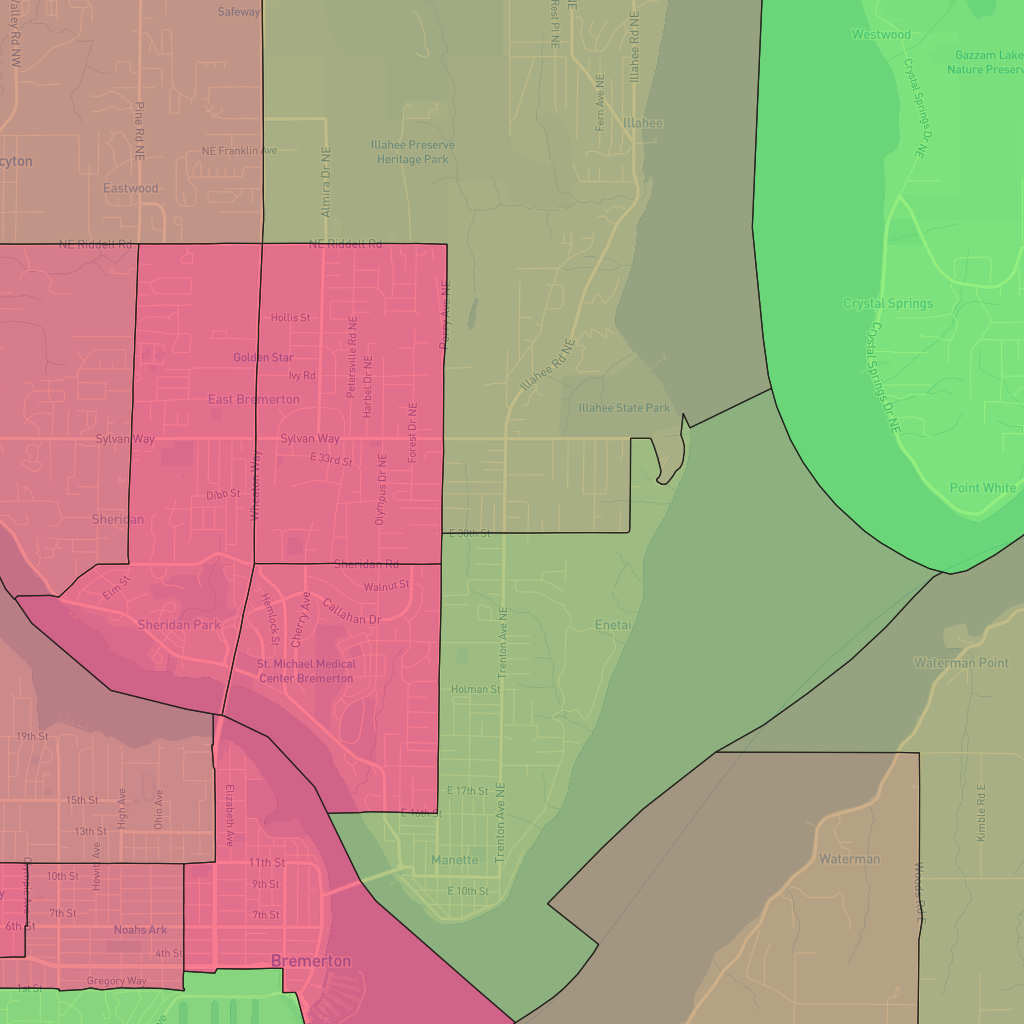 Safeway
Valley Rd NW
Rest Pl NE
NE
Illahee Rd NE
Westwood
Gazzam Lake
Nature Preserv
Crystal Springs Dr NE
Fern Ave NE
Pine Rd NE
Illahee
NE Franklin Ave
Illahee Preserve
Heritage Park
cyton
Eastwood
Almira Dr NE
NE Riddell Rd
NE Riddell Rd
Perry Ave NE
Crystal Springs
Hollis St
Petersville Rd NE
Golden Star
Ivy Rd
Harbel Dr NE
Illahee Rd NE
Crystal Springs Dr NE
East Bremerton
Illahee State Park
Forest Dr NE
Sylvan Way
Sylvan Way
E 33rd St
Wheaton Way
Olympus Dr NE
Dibb St
Point White
Sheridan
E 30th St
Sheridan Rd
Elm St
Walnut St
Hemlock St
Cherry Ave
Callahan Dr
Sheridan Park
Enetai
Trenton Ave NE
St. Michael Medical
Center Bremerton
Waterman Point
Holman St
19th St
15th St
High Ave
Ohio Ave
Elizabeth Ave
E 17th St
Trenton Ave NE
Kimble Rd E
E 16th St
13th St
Manette
Waterman
Hewitt Ave
11th St
10th St
9th St
E 10th St
Olympic Ave
Woods Rd E
y
7th St
7th St
6th St
Noahs Ark
4th St
Bremerton
Gregory Way
1st St
ve